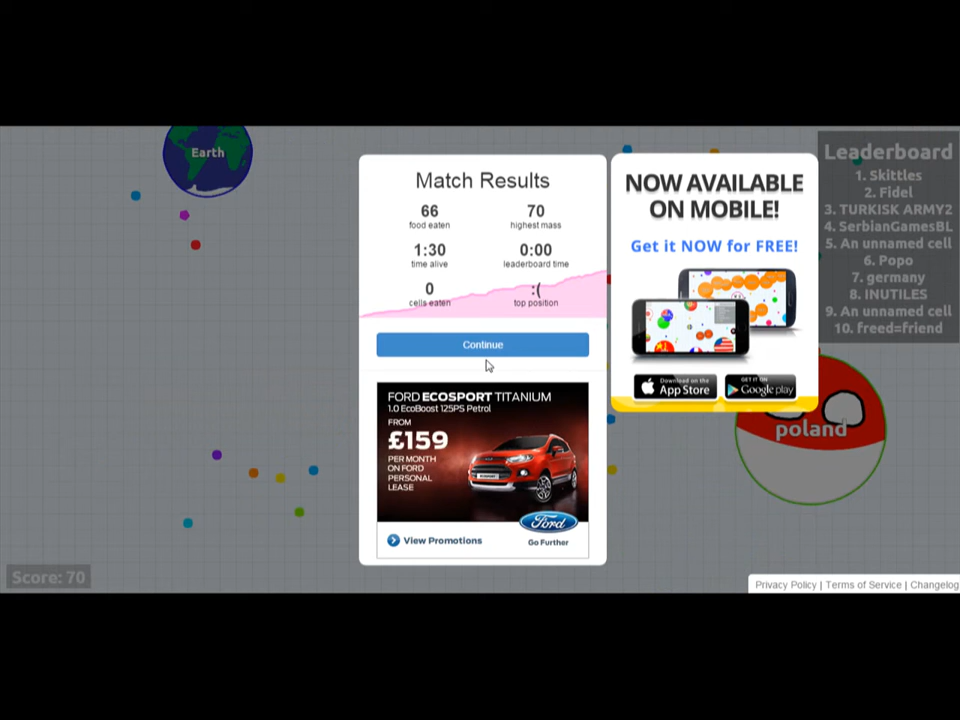 Earth
Match Results
66
food eaten
70
highest mass
1:30
time alive
0:00
leaderboard time
0
cells eaten
:(
top position
Continue
FORD ECOSPORT TITANIUM
1.0 EcoBoost 125PS Petrol
FROM
£159
PER MONTH
ON FORD
PERSONAL
LEASE
Ford
View Promotions
Go Further
NOW AVAILABLE
ON MOBILE!
Get it NOW for FREE!
Download on the
App Store
GET IT ON
Google play
Leaderboard
1. Skittles
2. Fidel
3. TURKISK ARMY2
4. SerbianGamesBL
5. An unnamed cell
6. Popo
7. germany
8. INUTILES
9. An unnamed cell
10. freed=friend
poland
Score: 70
Privacy Policy | Terms of Service | Changelog